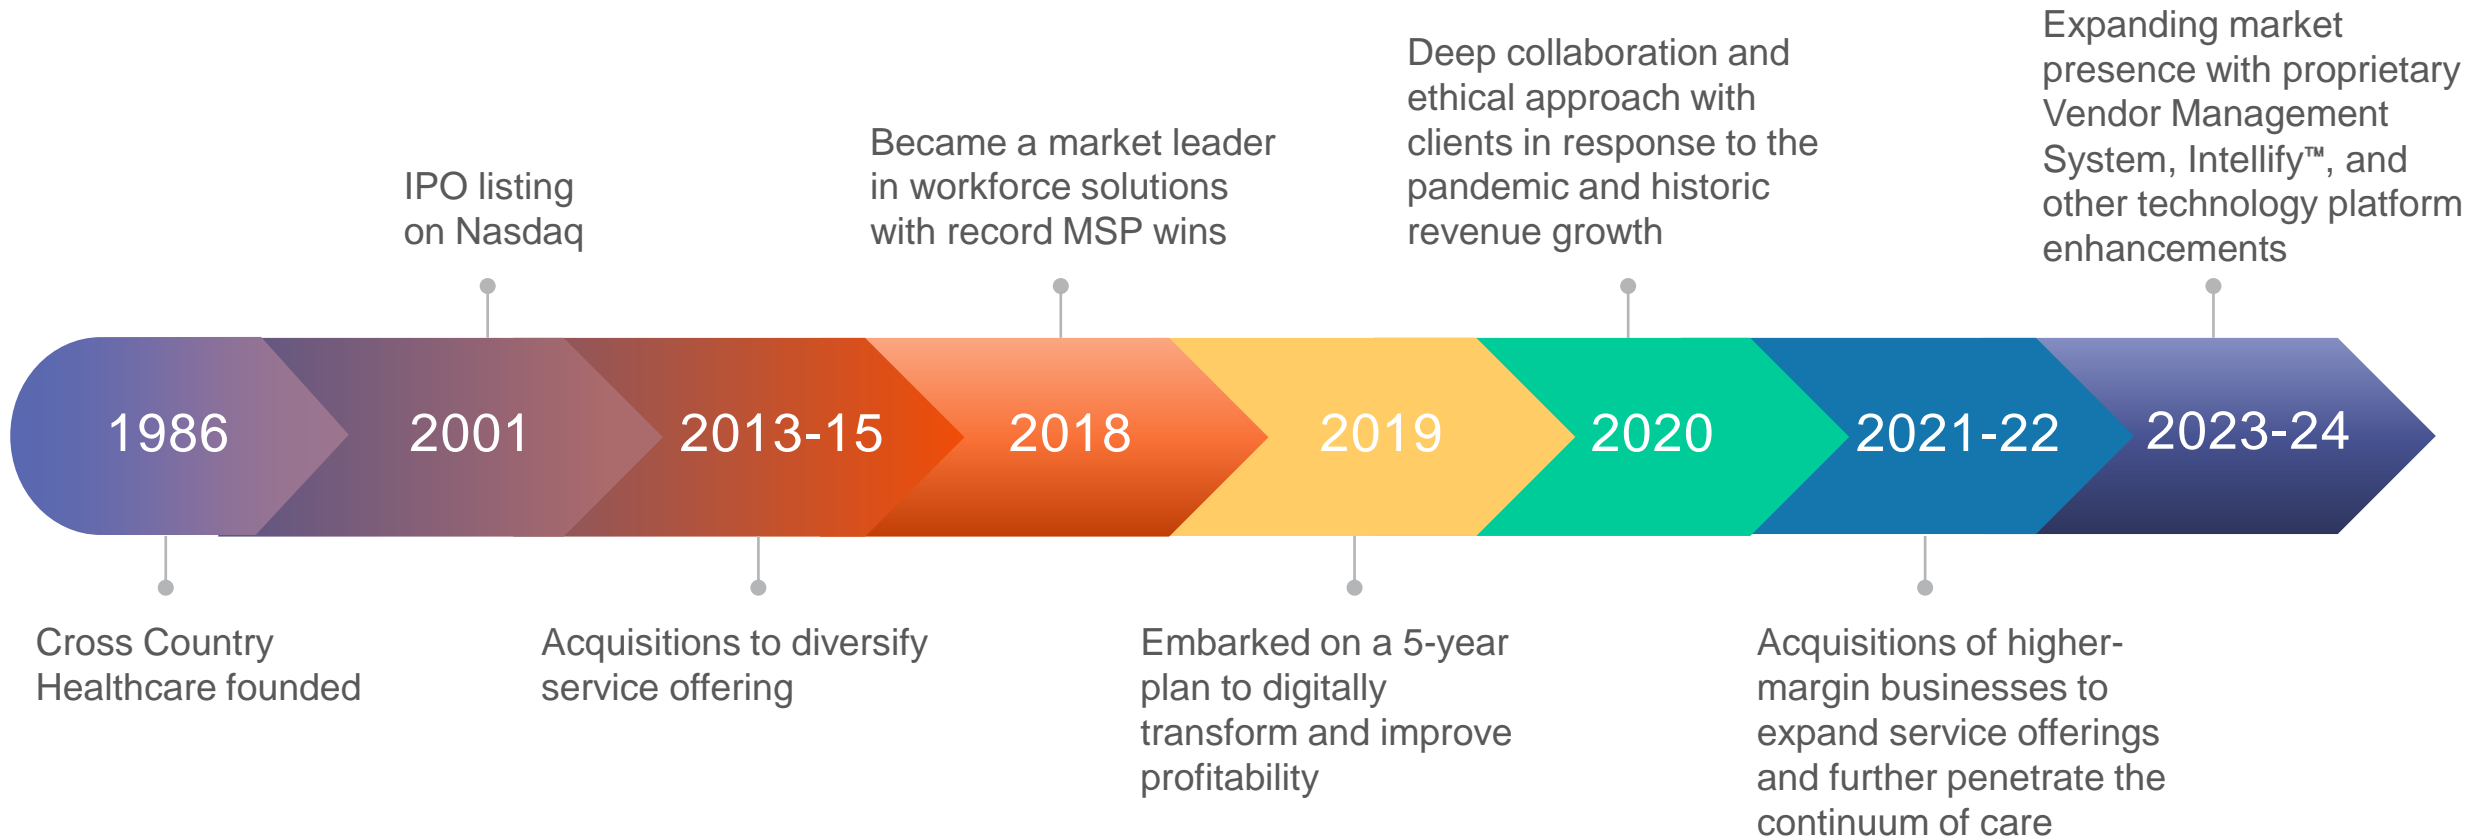 Expanding market
presence with proprietary
Vendor Management
System, Intellify™, and
other technology platform
enhancements
Deep collaboration and
ethical approach with
clients in response to the
pandemic and historic
revenue growth
Became a market leader
in workforce solutions
with record MSP wins
IPO listing
on Nasdaq
1986
2001
2013-15
2018
2019
2020
2021-22
2023-24
Cross Country
Healthcare founded
Acquisitions to diversify
service offering
Embarked on a 5-year
plan to digitally
transform and improve
profitability
Acquisitions of higher-
margin businesses to
expand service offerings
and further penetrate the
continuum of care